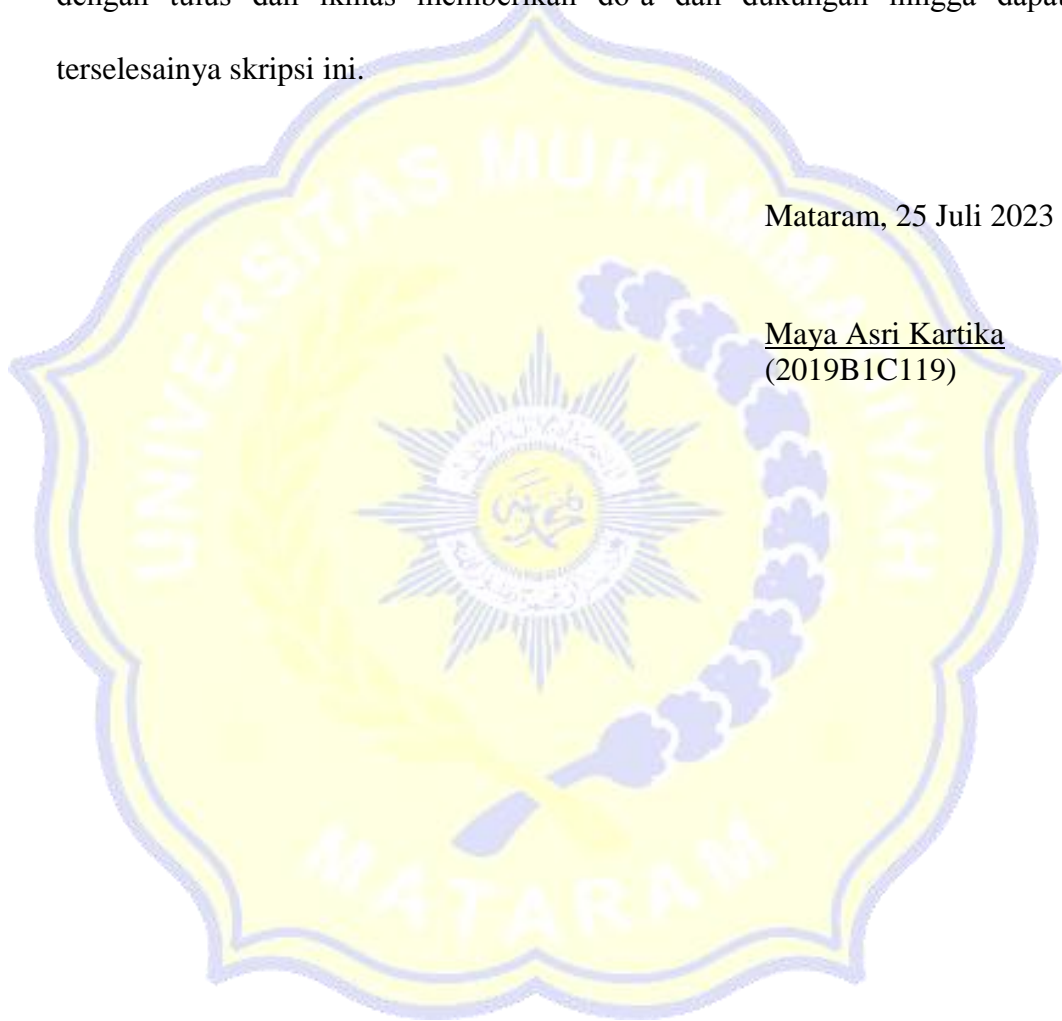 dengan tulus dan ikhlas memberikan do'a dan dukungan hingga dapat
terselesainya skripsi ini.
Mataram, 25 Juli 2023
Maya Asri Kartika
(2019B1C119)
UNIVERSITAS MUHAMMADIYAH
MATARAM